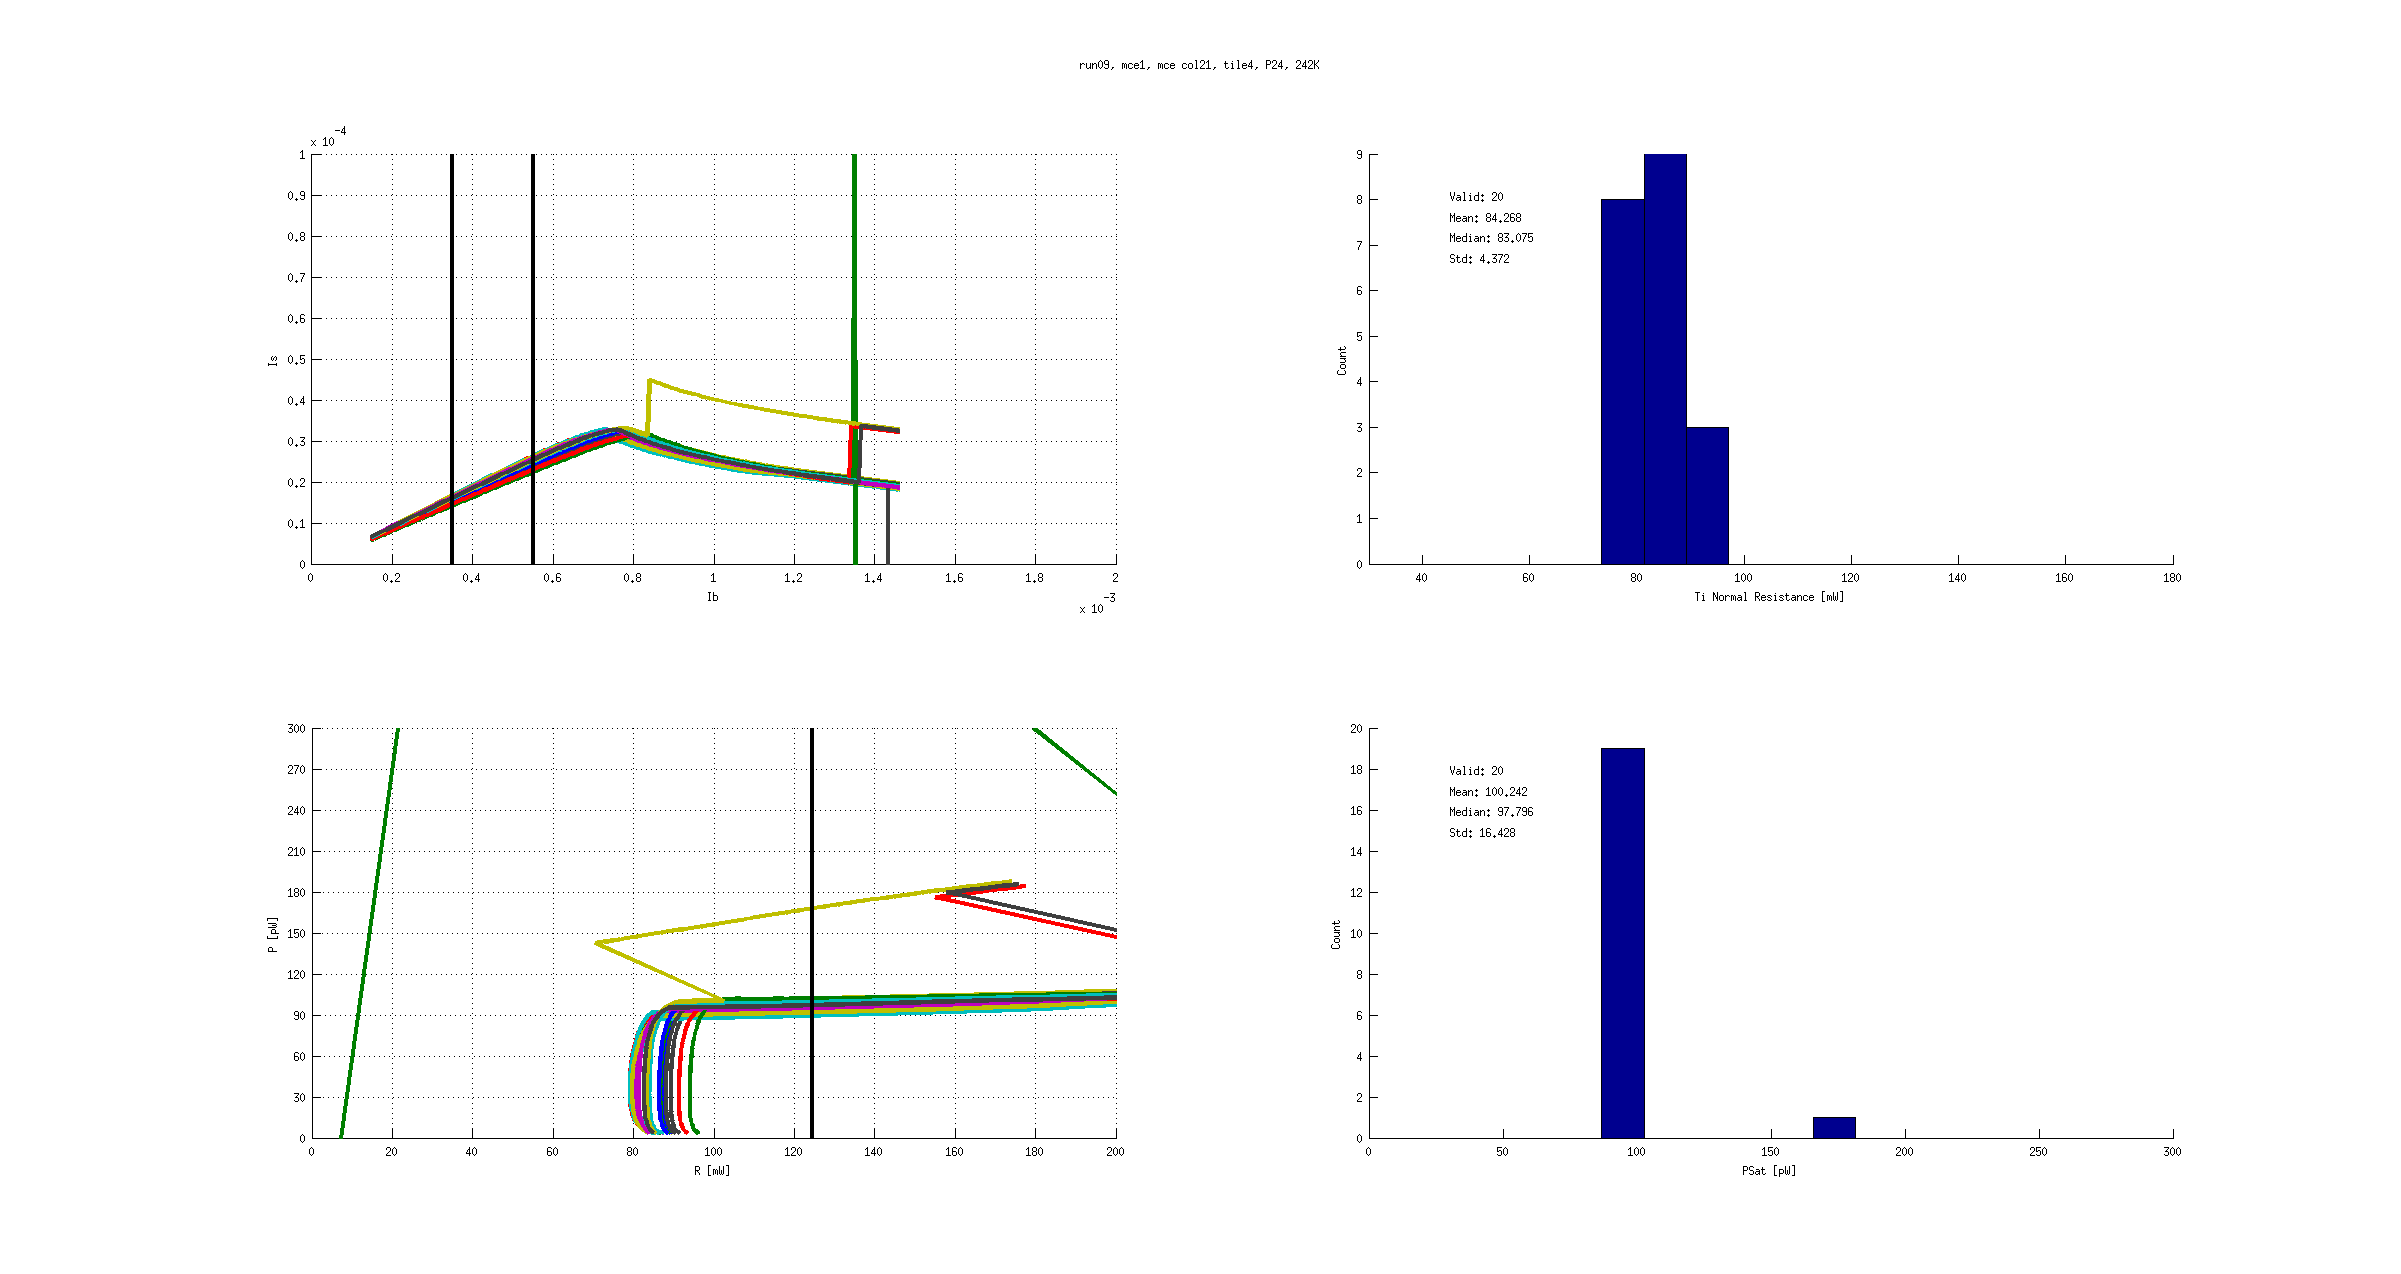 run09, mce1, mce col21, tile4, P24, 242K
x 10^-4
1
0.9
0.8
0.7
0.6
0.5
0.4
0.3
0.2
0.1
0
Is
0 0.2 0.4 0.6 0.8 1 1.2 1.4 1.6 1.8 2
Ib
x 10^-3
9
8
7
6
5
4
3
2
1
0
Count
Valid: 20
Mean: 84.268
Median: 83.075
Std: 4.372
40 60 80 100 120 140 160 180
Ti Normal Resistance [mW]
300
270
240
210
180
150
120
90
60
30
0
P [pW]
0 20 40 60 80 100 120 140 160 180 200
R [mW]
20
18
16
14
12
10
8
6
4
2
0
Count
Valid: 20
Mean: 100.242
Median: 97.796
Std: 16.428
0 50 100 150 200 250 300
PSat [pW]